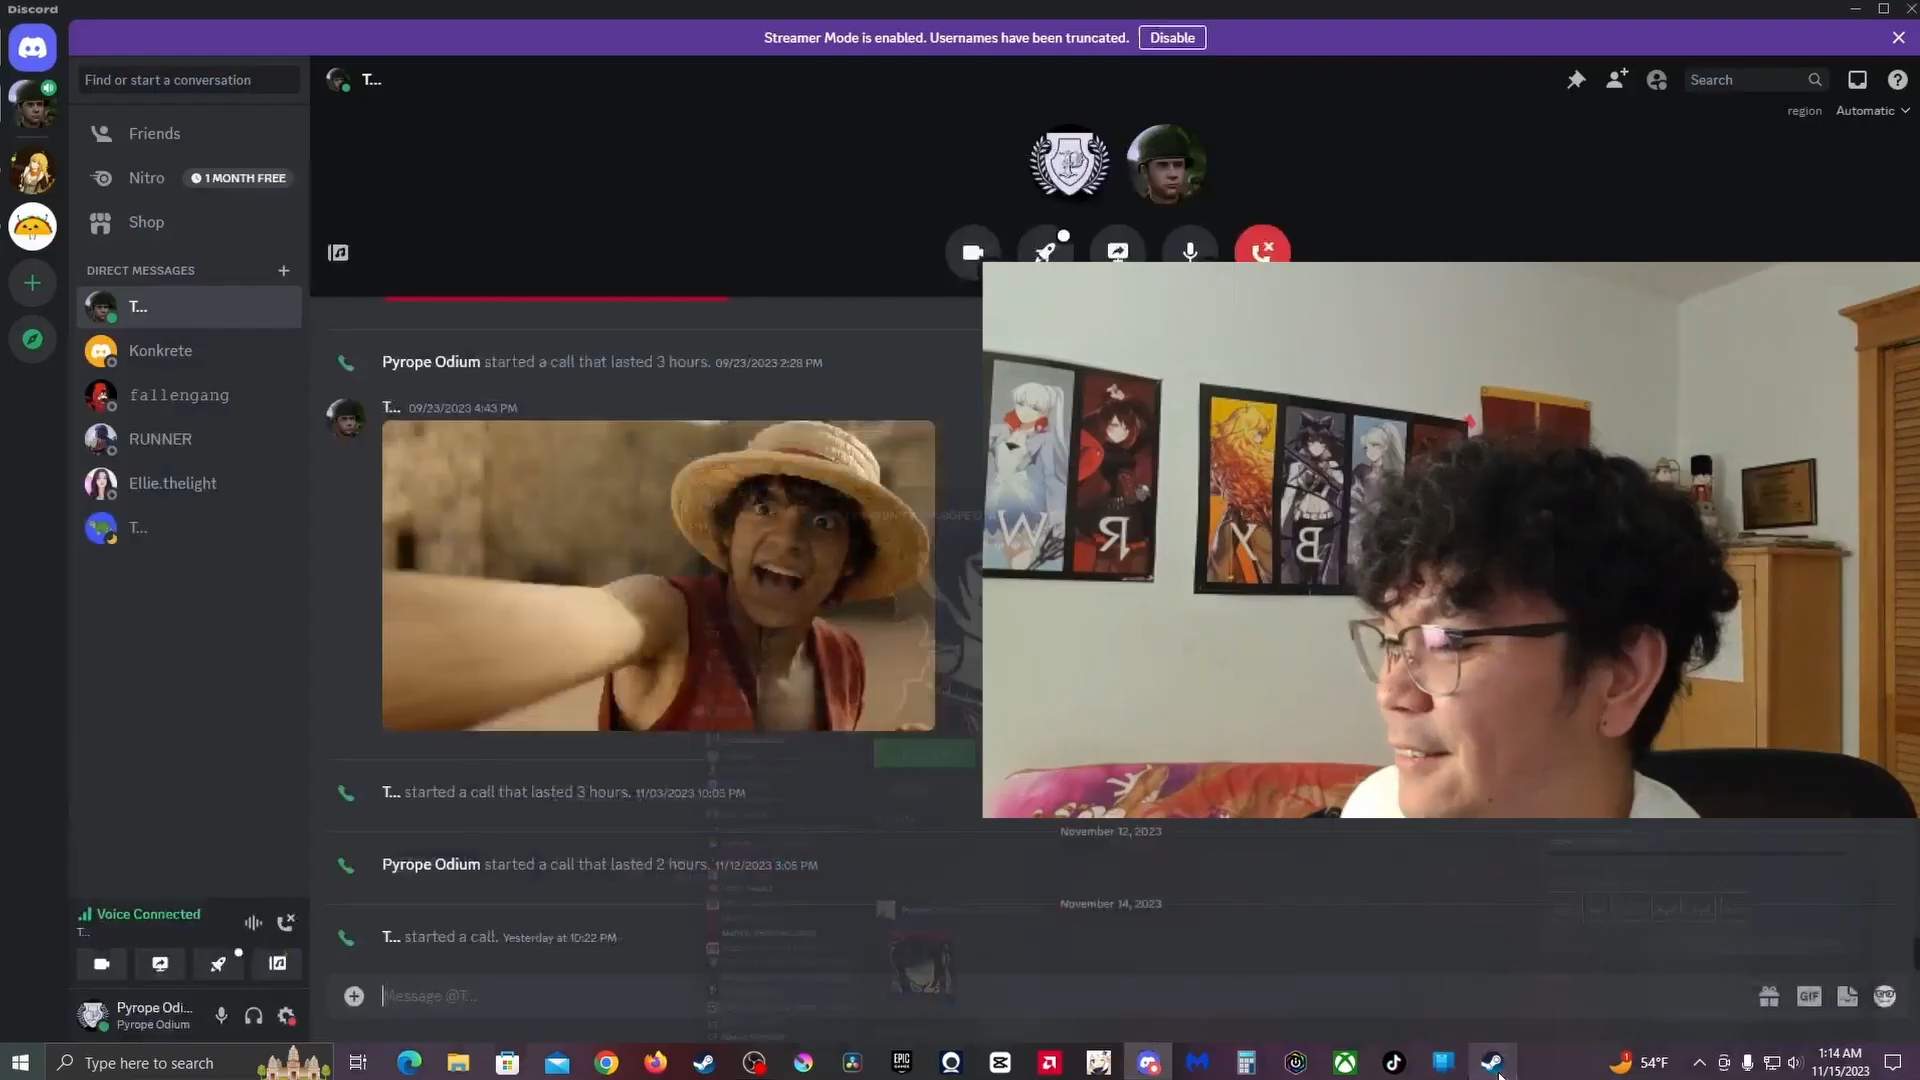 Discord
Streamer Mode is enabled. Usernames have been truncated.
Disable
Find or start a conversation
T...
Search
region
Automatic
Friends
Nitro
1 MONTH FREE
Shop
DIRECT MESSAGES
T...
Konkrete
fallengang
RUNNER
Ellie.thelight
T...
Pyrope Odium started a call that lasted 3 hours. 09/23/2023 2:28 PM
T... 09/23/2023 4:43 PM
T... started a call that lasted 3 hours. 11/03/2023 10:05 PM
November 12, 2023
Pyrope Odium started a call that lasted 2 hours. 11/12/2023 3:05 PM
November 14, 2023
T... started a call. Yesterday at 10:22 PM
Message @T...
GIF
Voice Connected
T...
Pyrope Odi...
Pyrope Odium
W
R
Y
B
Type here to search
EPIC
54°F
1:14 AM
11/15/2023